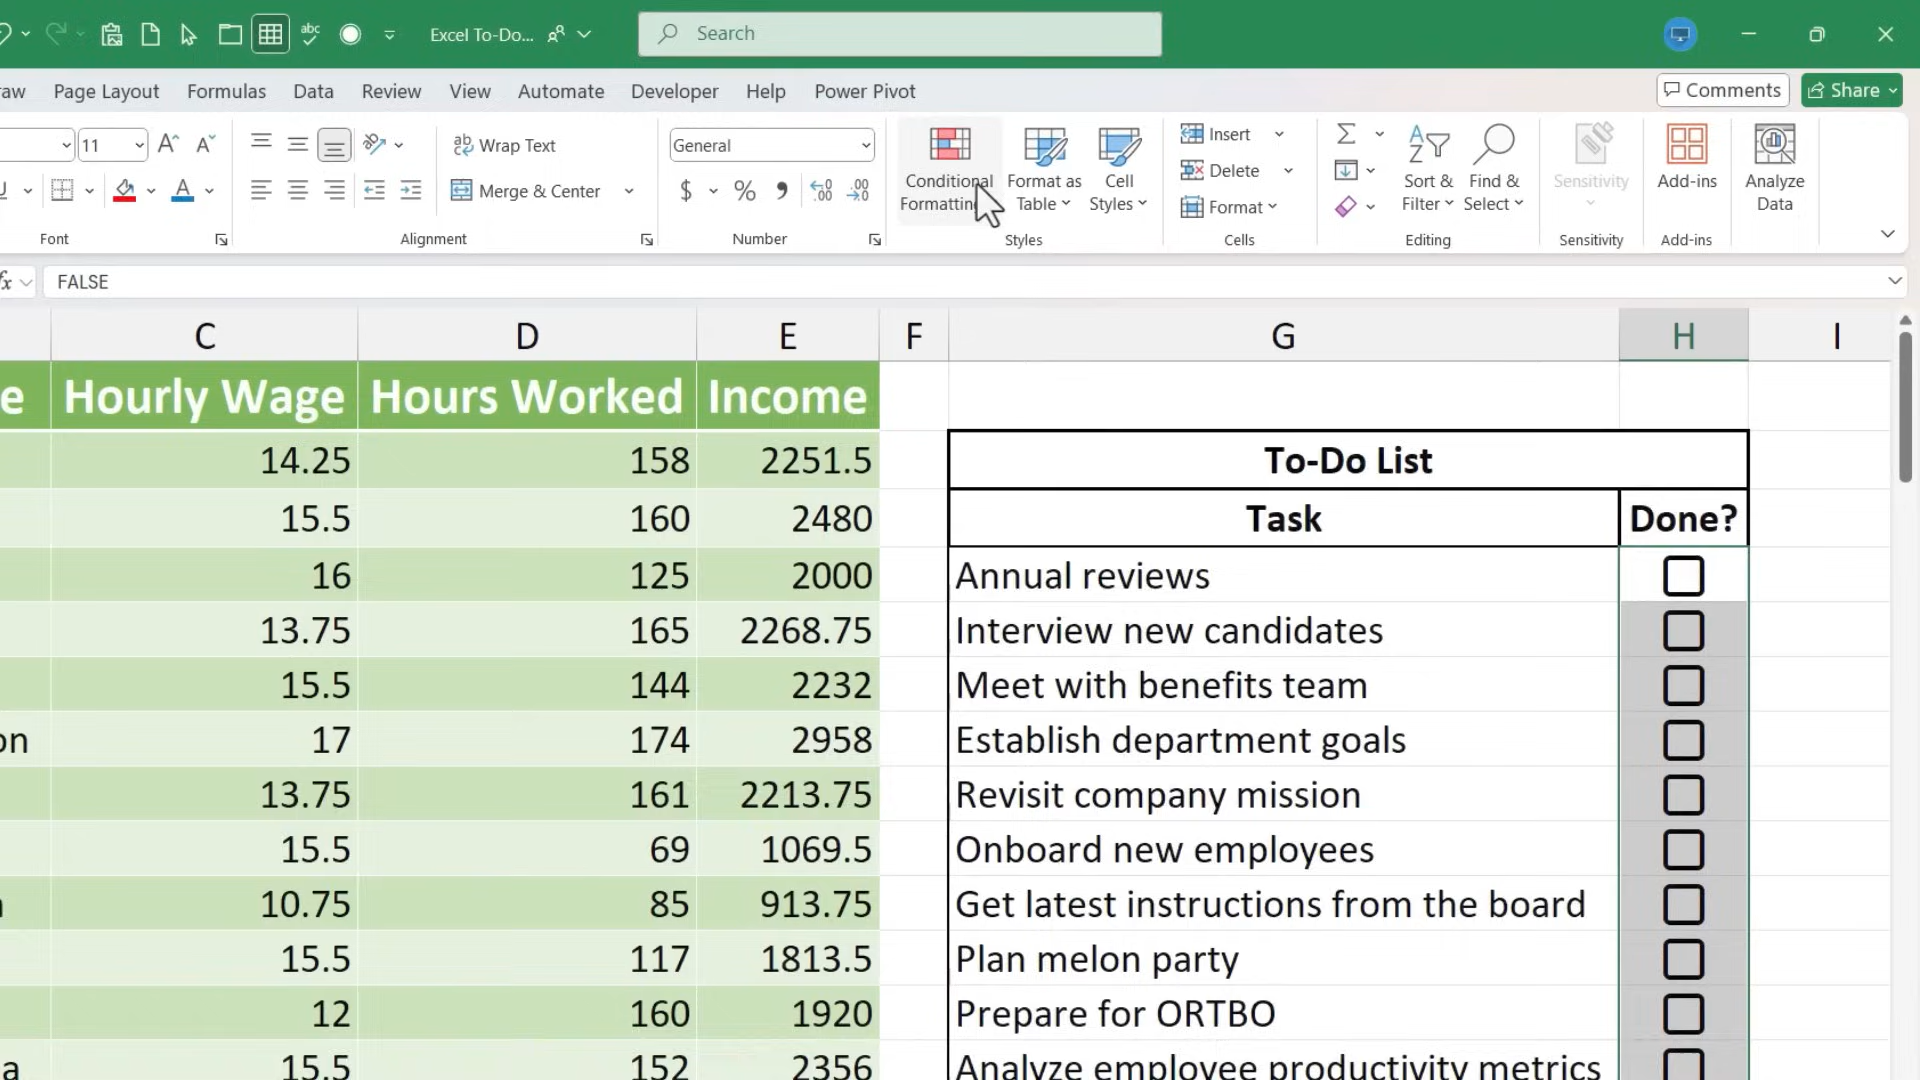 Excel To-Do...
Search
raw Page Layout Formulas Data Review View Automate Developer Help Power Pivot Comments Share
11 Wrap Text General Conditional Formatting Format as Table Cell Styles Insert Delete Format Sort & Filter Find & Select Sensitivity Add-ins Analyze Data
Merge & Center $ %
Font Alignment Number Styles Cells Editing Sensitivity Add-ins
fx FALSE
C D E F G H I
e Hourly Wage Hours Worked Income
14.25 158 2251.5 To-Do List
15.5 160 2480 Task Done?
16 125 2000 Annual reviews
13.75 165 2268.75 Interview new candidates
15.5 144 2232 Meet with benefits team
on 17 174 2958 Establish department goals
13.75 161 2213.75 Revisit company mission
15.5 69 1069.5 Onboard new employees
10.75 85 913.75 Get latest instructions from the board
15.5 117 1813.5 Plan melon party
12 160 1920 Prepare for ORTBO
a 15.5 152 2356 Analyze employee productivity metrics